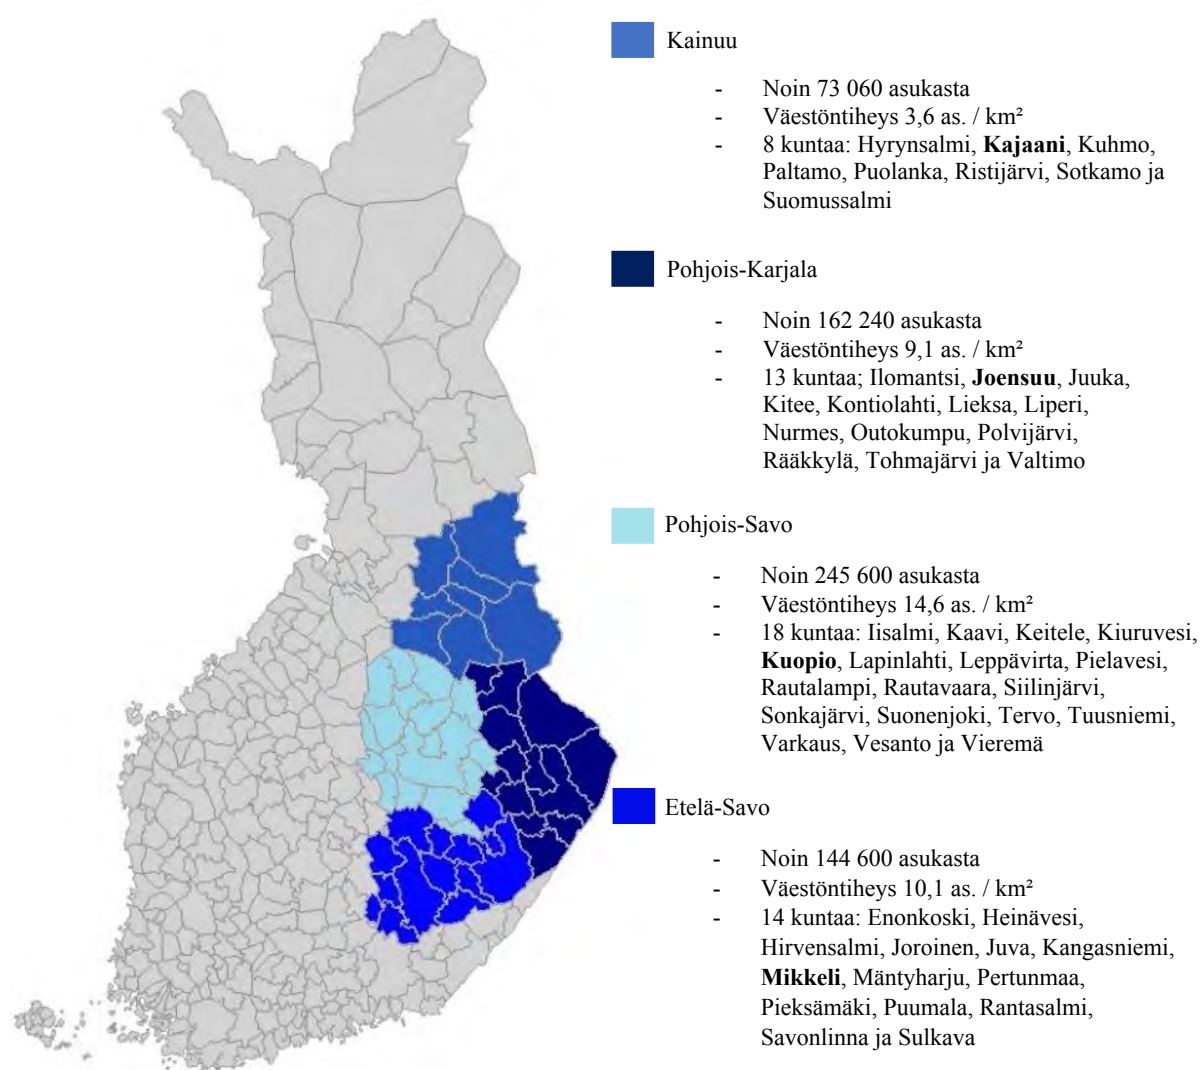 Kainuu
- Noin 73 060 asukasta
- Väestöntiheys 3,6 as. / km²
- 8 kuntaa: Hyrynsalmi, Kajaani, Kuhmo,
Paltamo, Puolanka, Ristijärvi, Sotkamo ja
Suomussalmi
Pohjois-Karjala
- Noin 162 240 asukasta
- Väestöntiheys 9,1 as. / km²
- 13 kuntaa; Ilomantsi, Joensuu, Juuka,
Kitee, Kontiolahti, Lieksa, Liperi,
Nurmes, Outokumpu, Polvijärvi,
Rääkkylä, Tohmajärvi ja Valtimo
Pohjois-Savo
- Noin 245 600 asukasta
- Väestöntiheys 14,6 as. / km²
- 18 kuntaa: Iisalmi, Kaavi, Keitele, Kiuruvesi,
Kuopio, Lapinlahti, Leppävirta, Pielavesi,
Rautalampi, Rautavaara, Siilinjärvi,
Sonkajärvi, Suonenjoki, Tervo, Tuusniemi,
Varkaus, Vesanto ja Vieremä
Etelä-Savo
- Noin 144 600 asukasta
- Väestöntiheys 10,1 as. / km²
- 14 kuntaa: Enonkoski, Heinävesi,
Hirvensalmi, Joroinen, Juva, Kangasniemi,
Mikkeli, Mäntyharju, Pertunmaa,
Pieksämäki, Puumala, Rantasalmi,
Savonlinna ja Sulkava